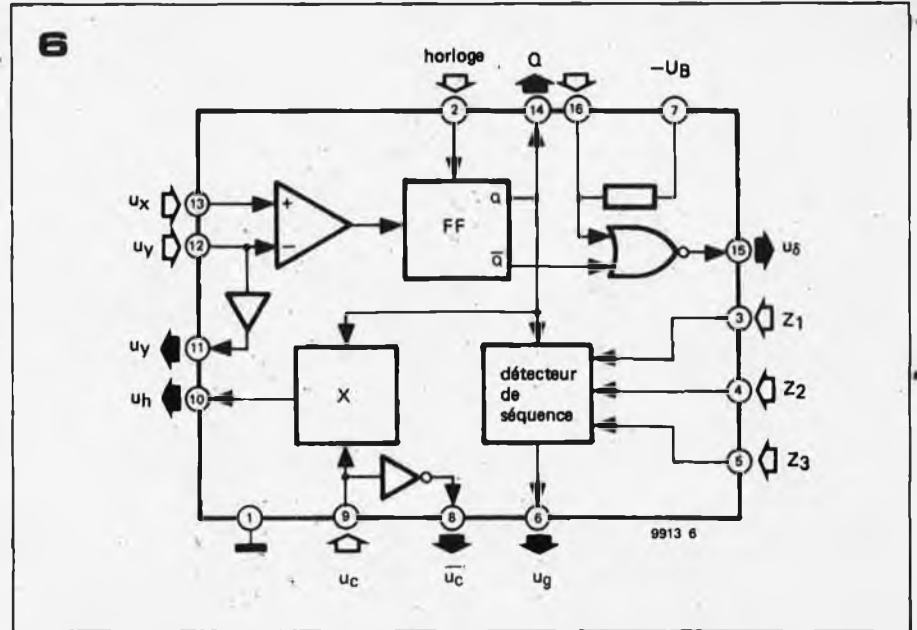 6
horloge Q -UB
2 14 16 7
ux 13 + Q
FF
uy 12 - Q̅
15 uδ
3 Z1
uy 11
détecteur
de
séquence
4 Z2
uh 10 X
5 Z3
1 9 8 6 9913 6
uc u̅c̅ ug